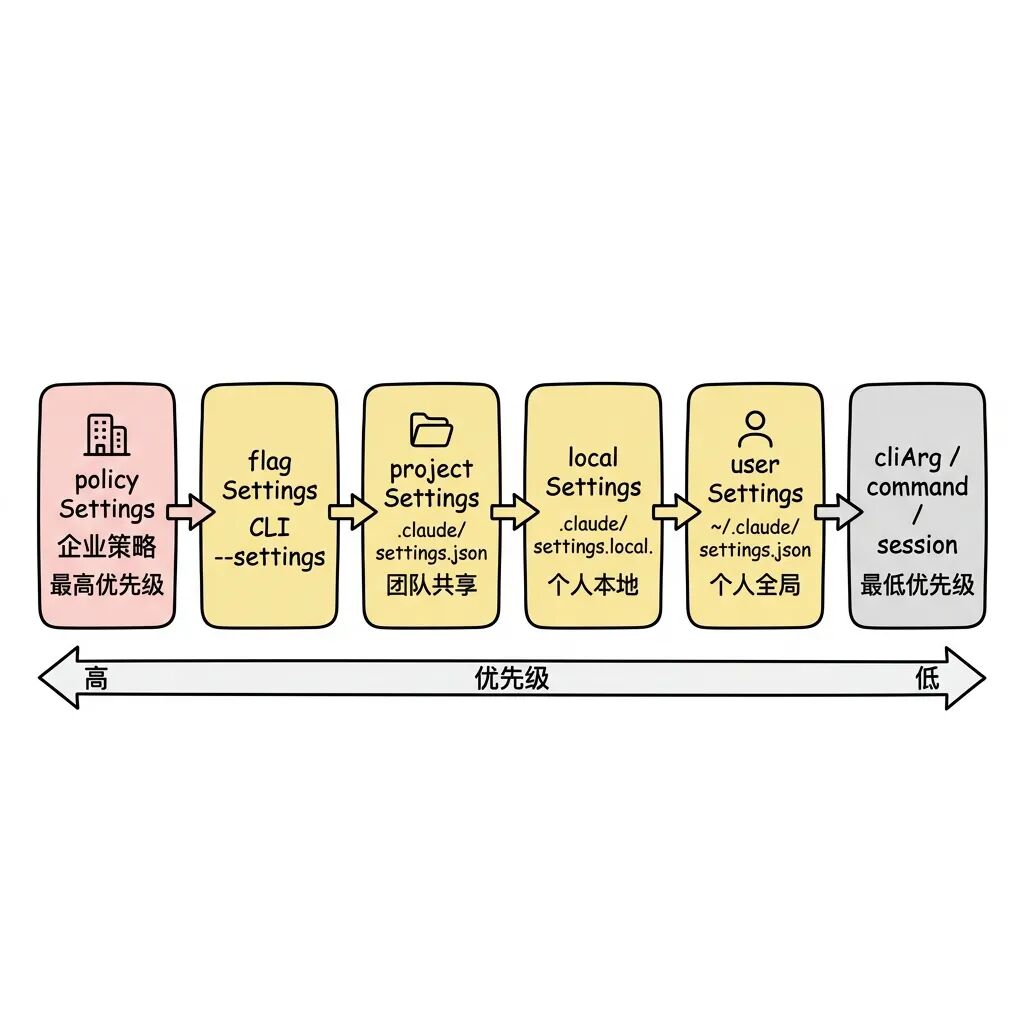 policy
Settings
企业策略
最高优先级
flag
Settings
CLI
--settings
project
Settings
.claude/
settings.json
团队共享
local
Settings
.claude/
settings.local.
个人本地
user
Settings
~/.claude/
settings.json
个人全局
cliArg /
command
/
session
最低优先级
高
优先级
低